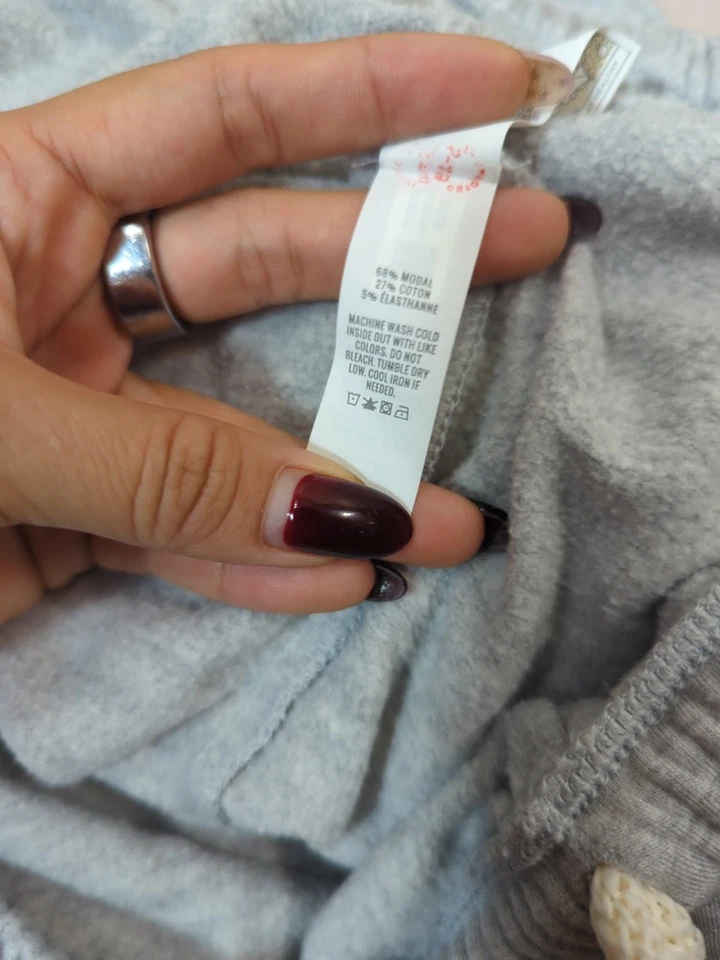 68% MODAL
27% COTON
5% ÉLASTHANNE
MACHINE WASH COLD
INSIDE OUT WITH LIKE
COLORS. DO NOT
BLEACH. TUMBLE DRY
LOW. COOL IRON IF
NEEDED.